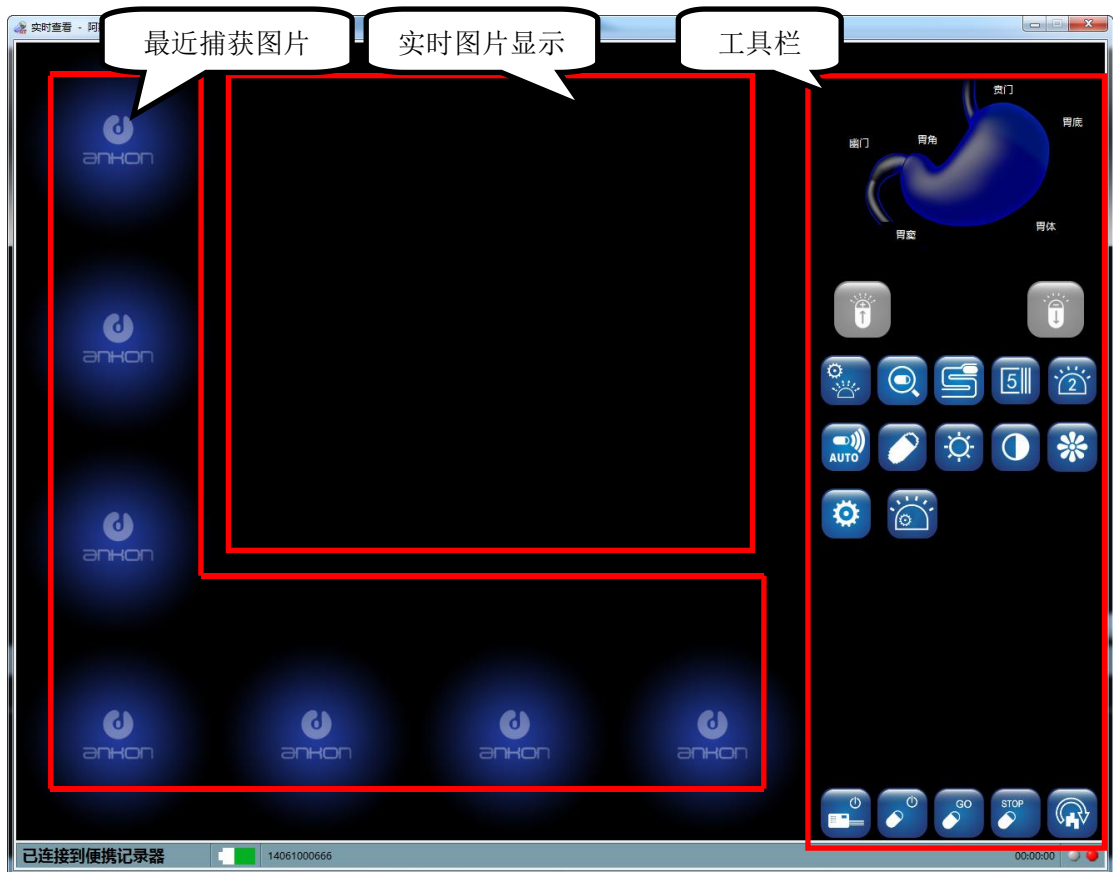 实时查看 - 阿
最近捕获图片
实时图片显示
工具栏
贲门
胃底
幽门
胃角
胃体
胃窦
ankon
ankon
ankon
5
2
AUTO
ankon
ankon
ankon
ankon
GO
STOP
已连接到便携记录器
14061000666
00:00:00